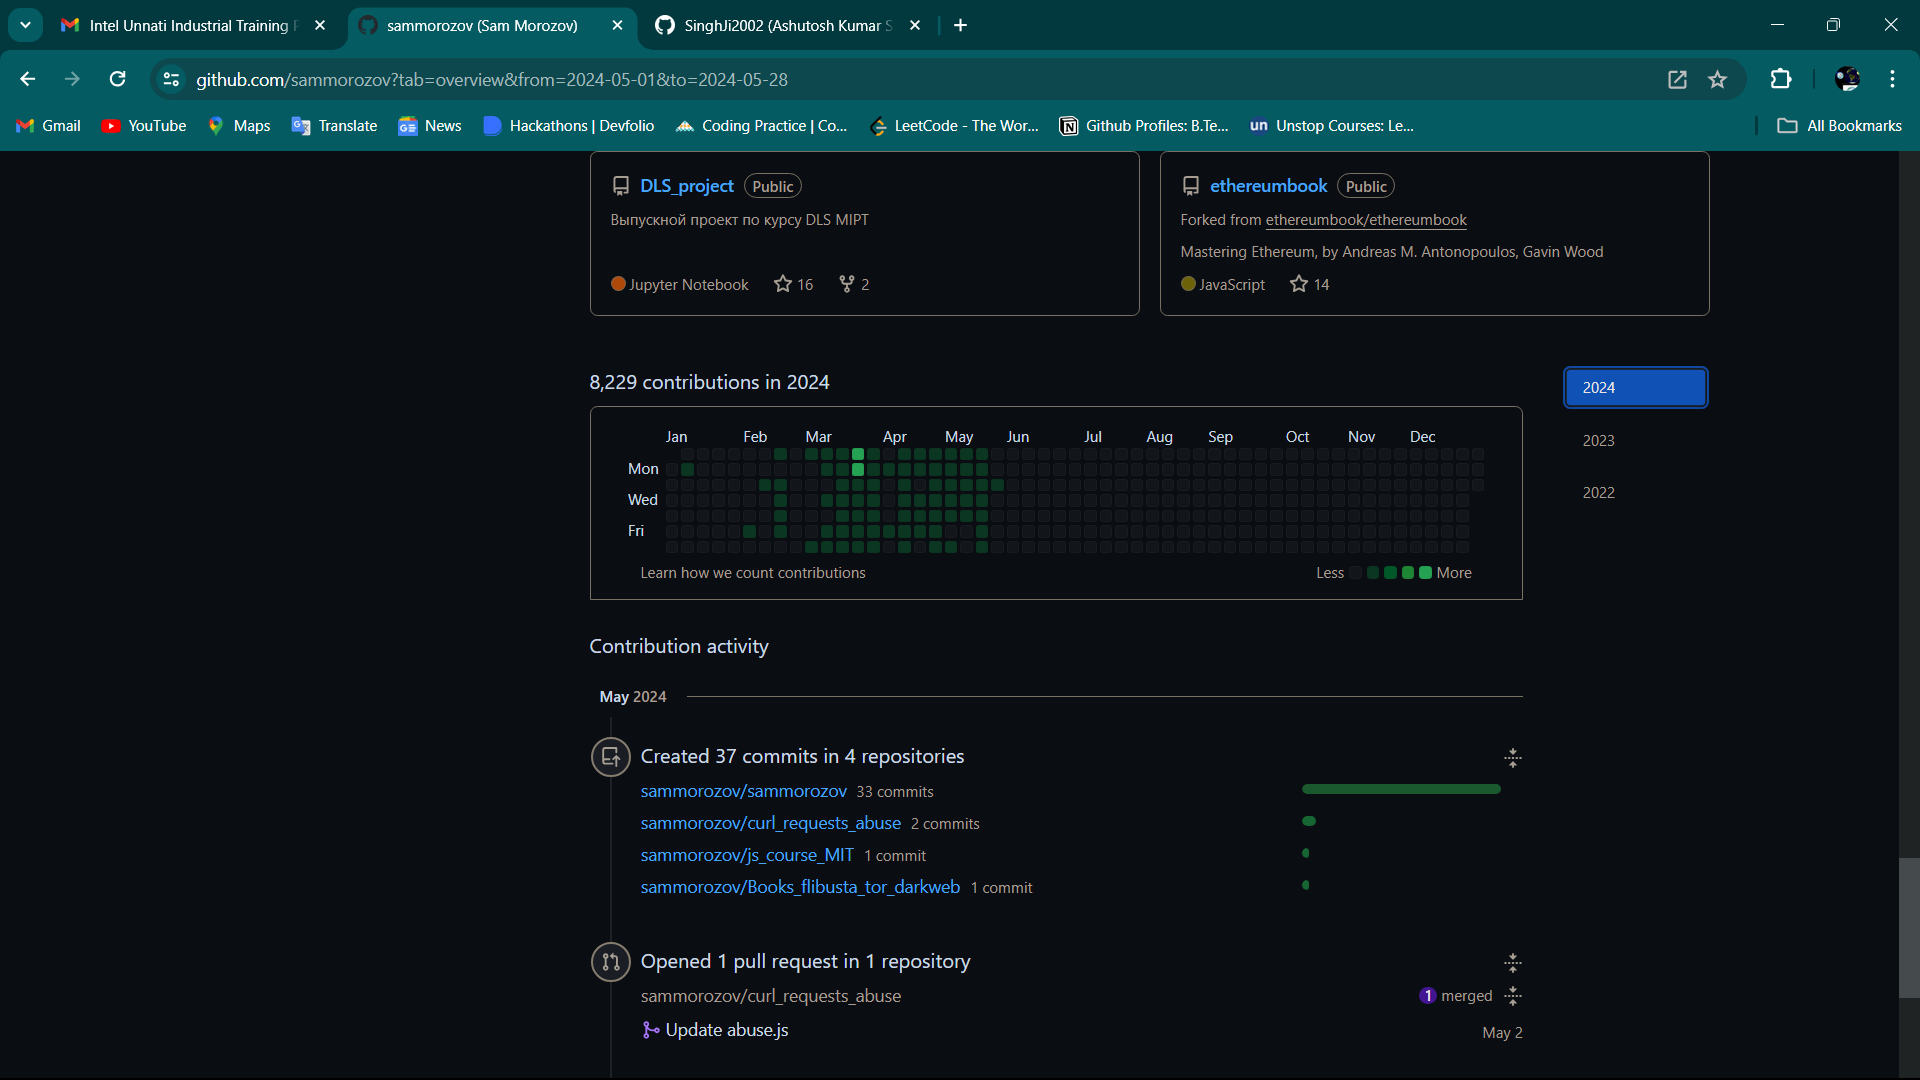 Intel Unnati Industrial Training
sammorozov (Sam Morozov)
SinghJi2002 (Ashutosh Kumar S
github.com/sammorozov?tab=overview&from=2024-05-01&to=2024-05-28
Gmail
YouTube
Maps
Translate
News
Hackathons | Devfolio
Coding Practice | Co...
LeetCode - The Wor...
Github Profiles: B.Te...
un Unstop Courses: Le...
All Bookmarks
DLS_project Public
Выпускной проект по курсу DLS MIPT
Jupyter Notebook 16 2
ethereumbook Public
Forked from ethereumbook/ethereumbook
Mastering Ethereum, by Andreas M. Antonopoulos, Gavin Wood
JavaScript 14
8,229 contributions in 2024
2024
2023
2022
Jan Feb Mar Apr May Jun Jul Aug Sep Oct Nov Dec
Mon
Wed
Fri
Learn how we count contributions
Less More
Contribution activity
May 2024
Created 37 commits in 4 repositories
sammorozov/sammorozov 33 commits
sammorozov/curl_requests_abuse 2 commits
sammorozov/js_course_MIT 1 commit
sammorozov/Books_flibusta_tor_darkweb 1 commit
Opened 1 pull request in 1 repository
sammorozov/curl_requests_abuse 1 merged
Update abuse.js May 2